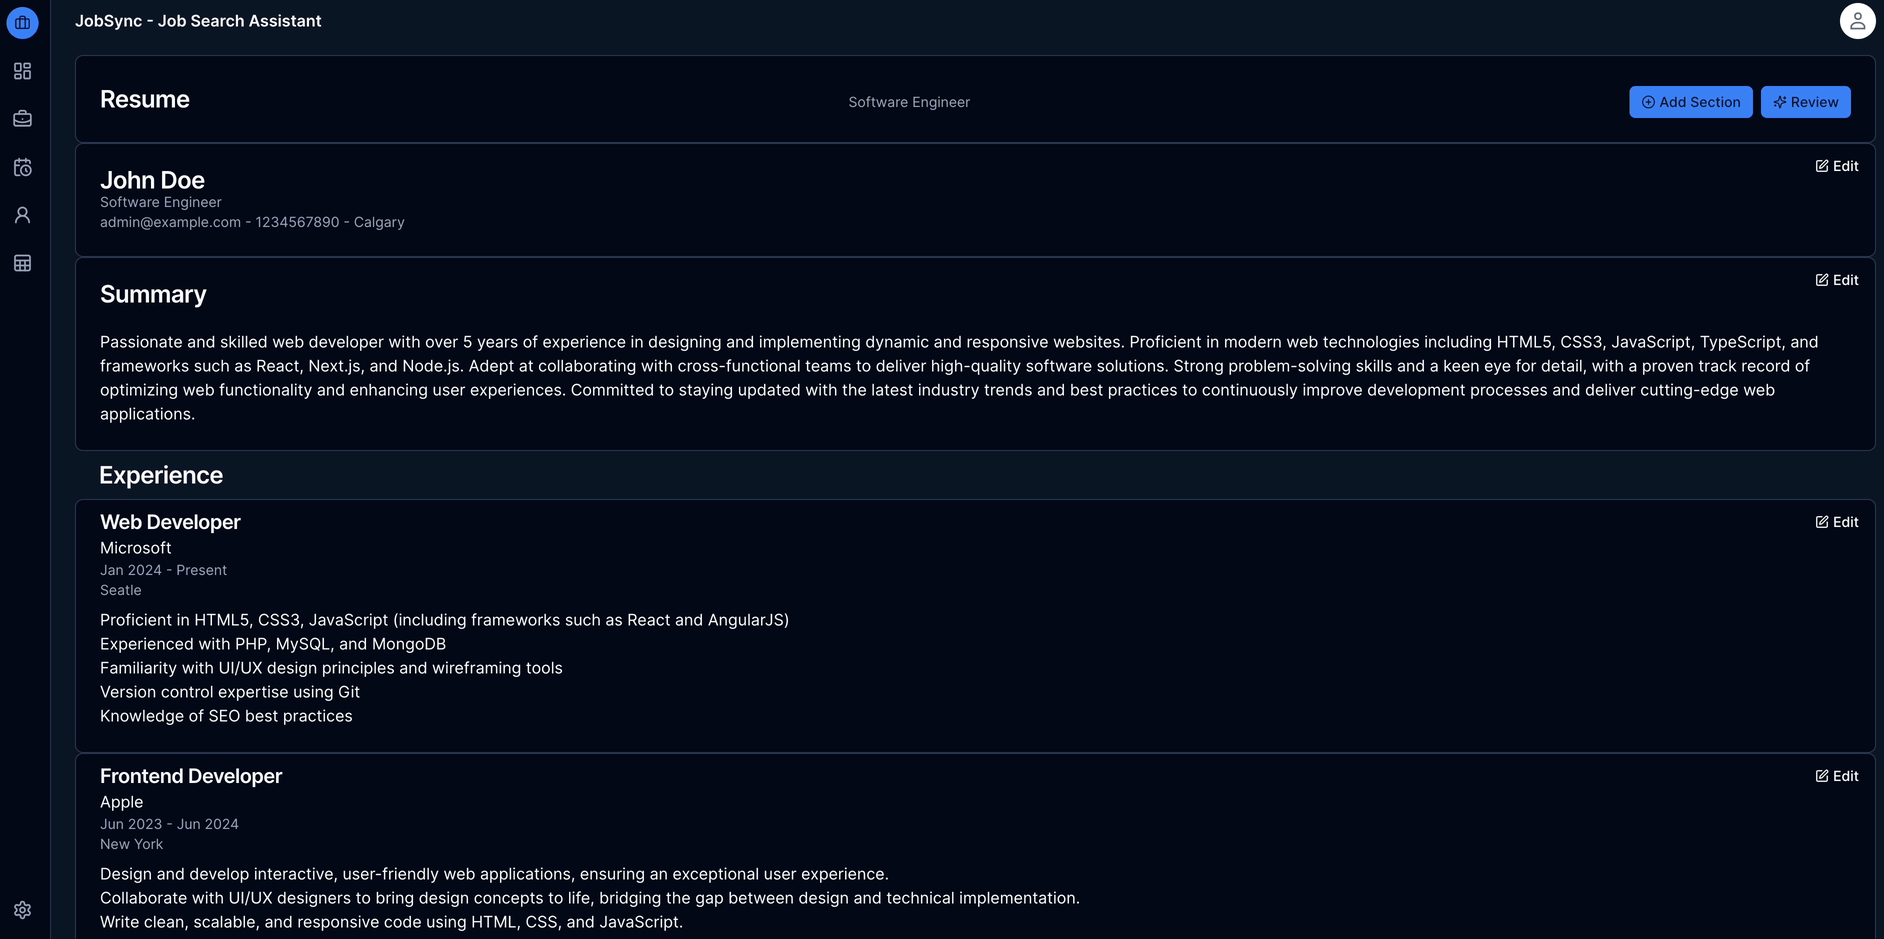 JobSync - Job Search Assistant
Resume
Software Engineer
Add Section
Review
John Doe
Edit
Software Engineer
admin@example.com - 1234567890 - Calgary
Summary
Edit
Passionate and skilled web developer with over 5 years of experience in designing and implementing dynamic and responsive websites. Proficient in modern web technologies including HTML5, CSS3, JavaScript, TypeScript, and
frameworks such as React, Next.js, and Node.js. Adept at collaborating with cross-functional teams to deliver high-quality software solutions. Strong problem-solving skills and a keen eye for detail, with a proven track record of
optimizing web functionality and enhancing user experiences. Committed to staying updated with the latest industry trends and best practices to continuously improve development processes and deliver cutting-edge web
applications.
Experience
Web Developer
Edit
Microsoft
Jan 2024 - Present
Seatle
Proficient in HTML5, CSS3, JavaScript (including frameworks such as React and AngularJS)
Experienced with PHP, MySQL, and MongoDB
Familiarity with UI/UX design principles and wireframing tools
Version control expertise using Git
Knowledge of SEO best practices
Frontend Developer
Edit
Apple
Jun 2023 - Jun 2024
New York
Design and develop interactive, user-friendly web applications, ensuring an exceptional user experience.
Collaborate with UI/UX designers to bring design concepts to life, bridging the gap between design and technical implementation.
Write clean, scalable, and responsive code using HTML, CSS, and JavaScript.